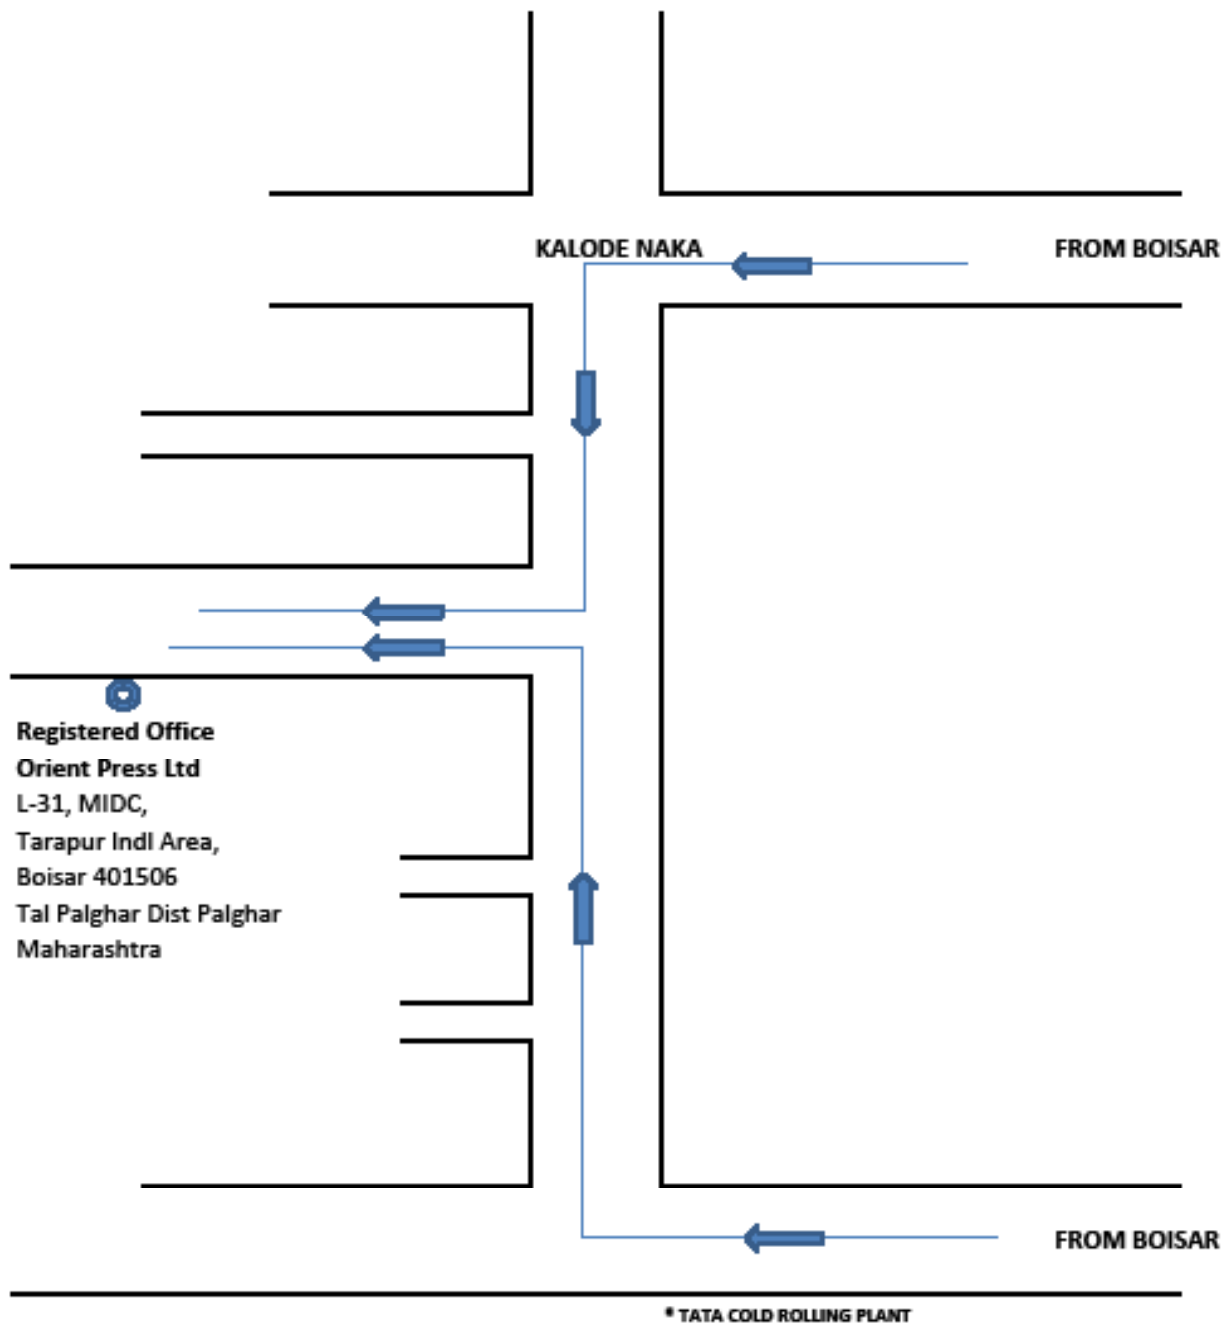 KALODE NAKA
FROM BOISAR
Registered Office
Orient Press Ltd
L-31, MIDC,
Tarapur Indl Area,
Boisar 401506
Tal Palghar Dist Palghar
Maharashtra
FROM BOISAR
* TATA COLD ROLLING PLANT